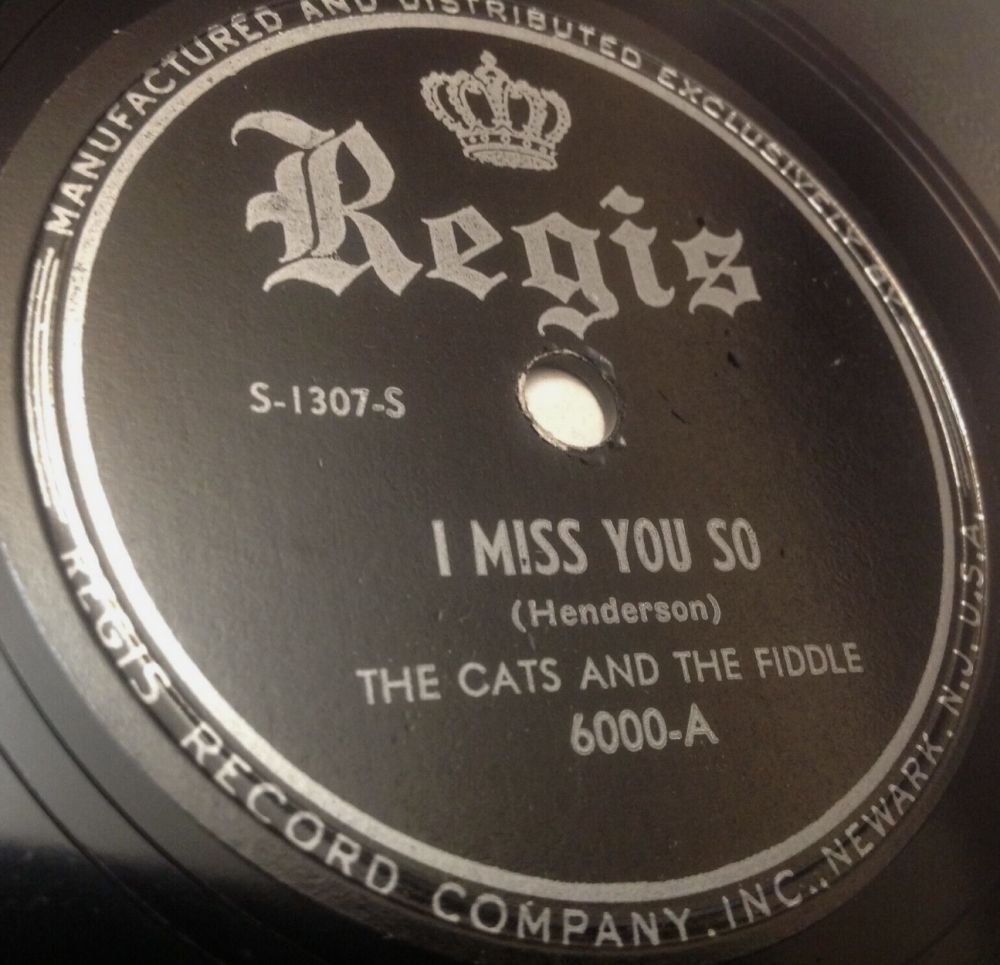 MANUFACTURED AND DISTRIBUTED EXCLUSIVELY BY
Regis
S-1307-S
I MISS YOU SO
(Henderson)
THE CATS AND THE FIDDLE
6000-A
REGIS RECORD COMPANY, INC., NEWARK, N.J. U.S.A.